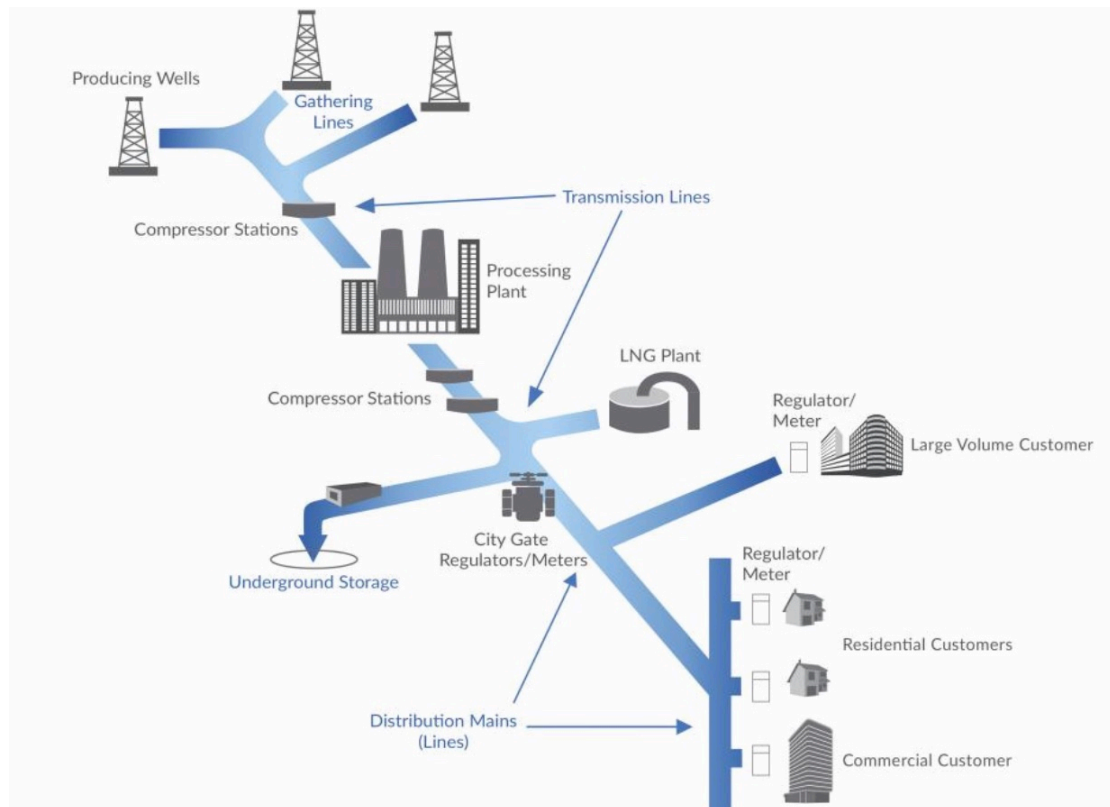 Producing Wells
Gathering
Lines
Transmission Lines
Compressor Stations
Processing
Plant
LNG Plant
Compressor Stations
Regulator/
Meter
Large Volume Customer
City Gate
Regulators/Meters
Underground Storage
Regulator/
Meter
Residential Customers
Distribution Mains
(Lines)
Commercial Customer